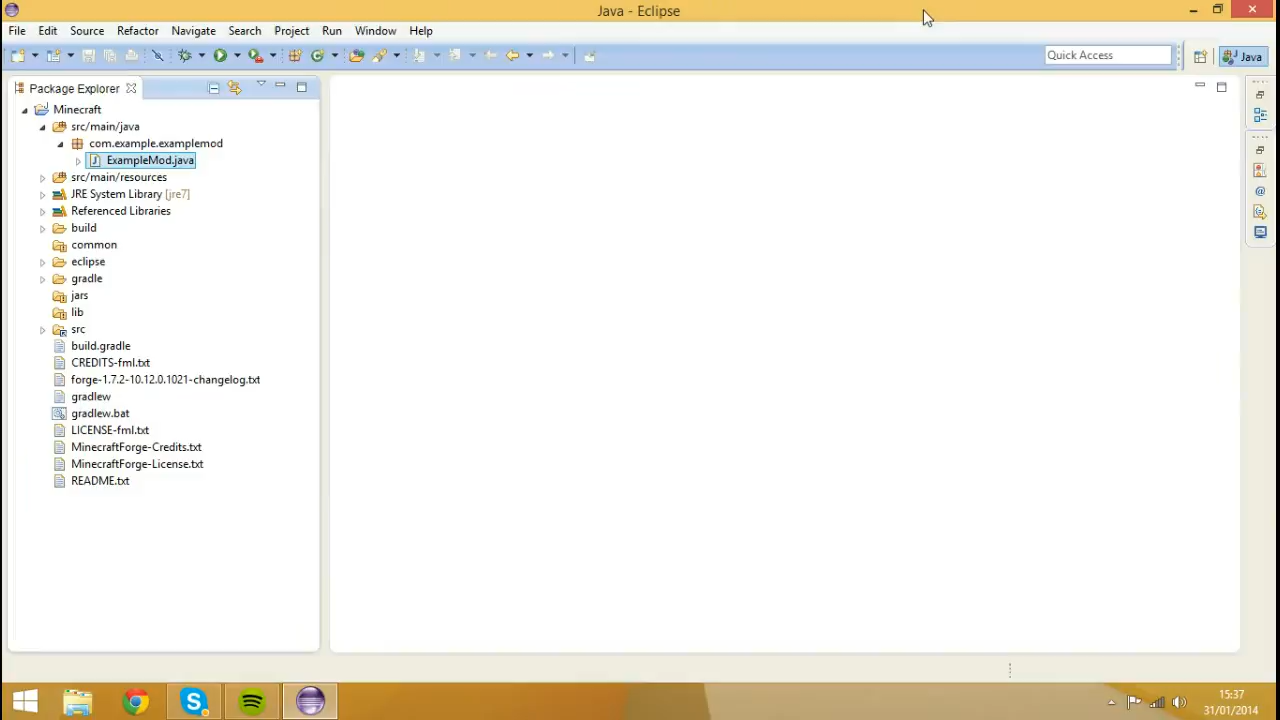 Java - Eclipse
File Edit Source Refactor Navigate Search Project Run Window Help
Quick Access
Java
Package Explorer
Minecraft
src/main/java
com.example.examplemod
ExampleMod.java
src/main/resources
JRE System Library [jre7]
Referenced Libraries
build
common
eclipse
gradle
jars
lib
src
build.gradle
CREDITS-fml.txt
forge-1.7.2-10.12.0.1021-changelog.txt
gradlew
gradlew.bat
LICENSE-fml.txt
MinecraftForge-Credits.txt
MinecraftForge-License.txt
README.txt
15:37
31/01/2014